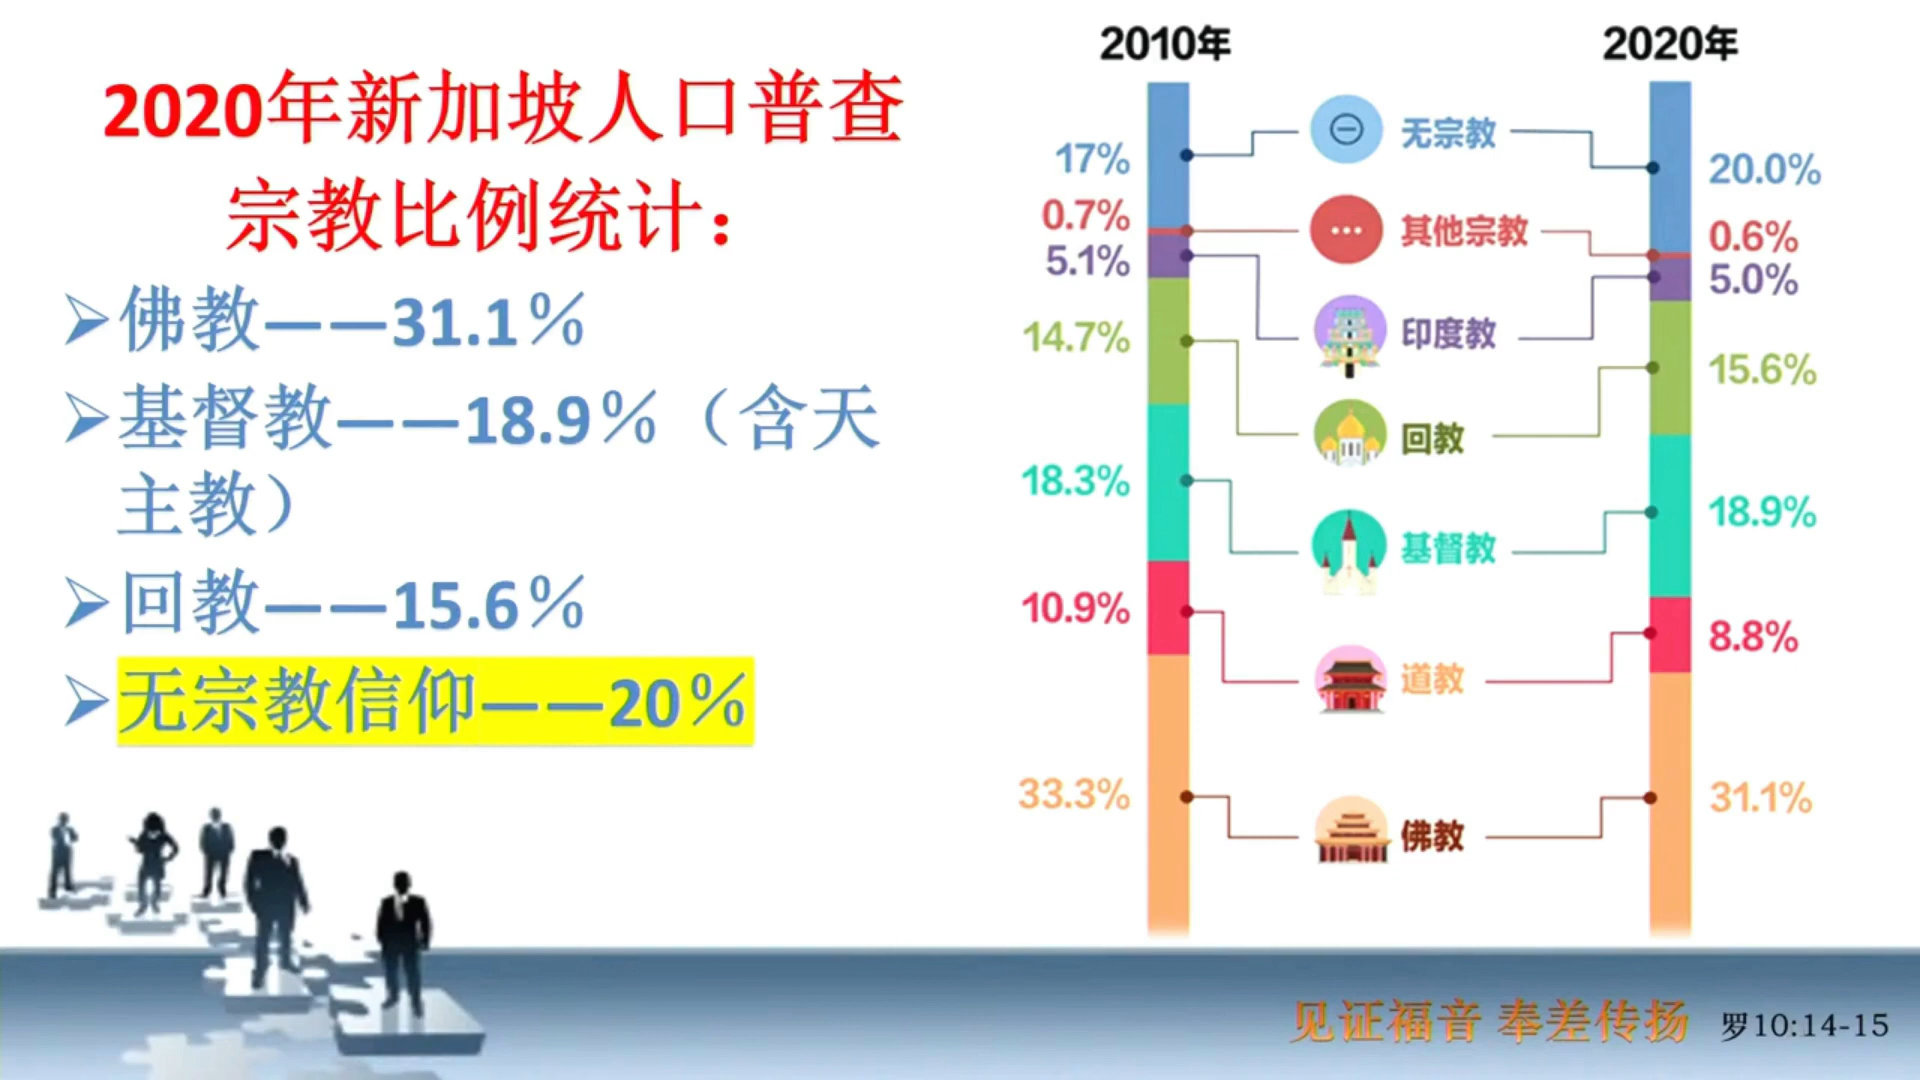 2020年新加坡人口普查
宗教比例统计：
➢佛教——31.1％
➢基督教——18.9％（含天
主教）
➢回教——15.6％
➢无宗教信仰——20％
2010年
2020年
17%
无宗教
20.0%
0.7%
其他宗教
0.6%
5.1%
印度教
5.0%
14.7%
回教
15.6%
18.3%
基督教
18.9%
10.9%
道教
8.8%
33.3%
佛教
31.1%
见证福音 奉差传扬 罗10:14-15